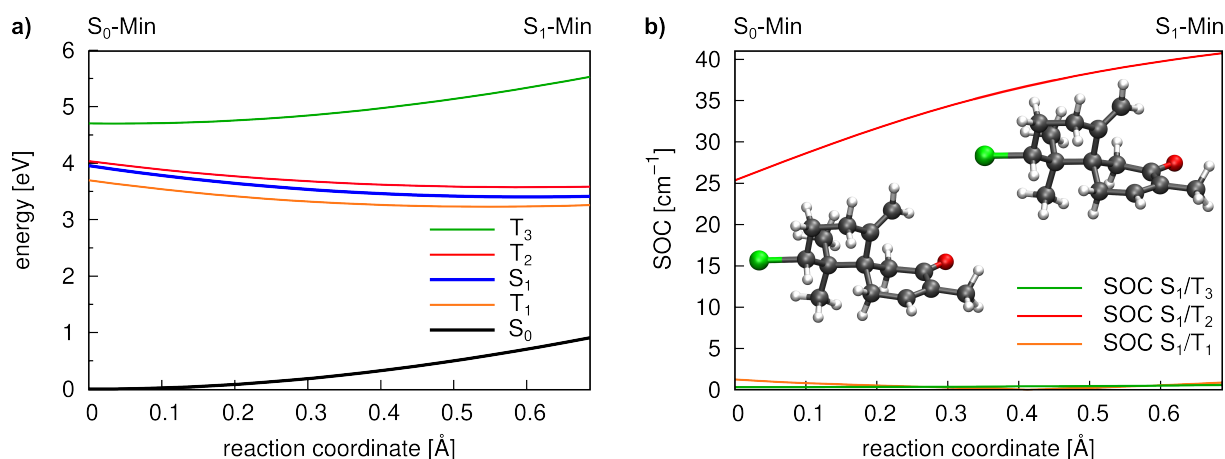 a)
S₀-Min
S₁-Min
6
5
4
3
2
1
0
energy [eV]
T₃
T₂
S₁
T₁
S₀
0
0.1
0.2
0.3
0.4
0.5
0.6
reaction coordinate [Å]
b)
S₀-Min
S₁-Min
40
35
30
25
20
15
10
5
0
SOC [cm⁻¹]
SOC S₁/T₃
SOC S₁/T₂
SOC S₁/T₁
0
0.1
0.2
0.3
0.4
0.5
0.6
reaction coordinate [Å]